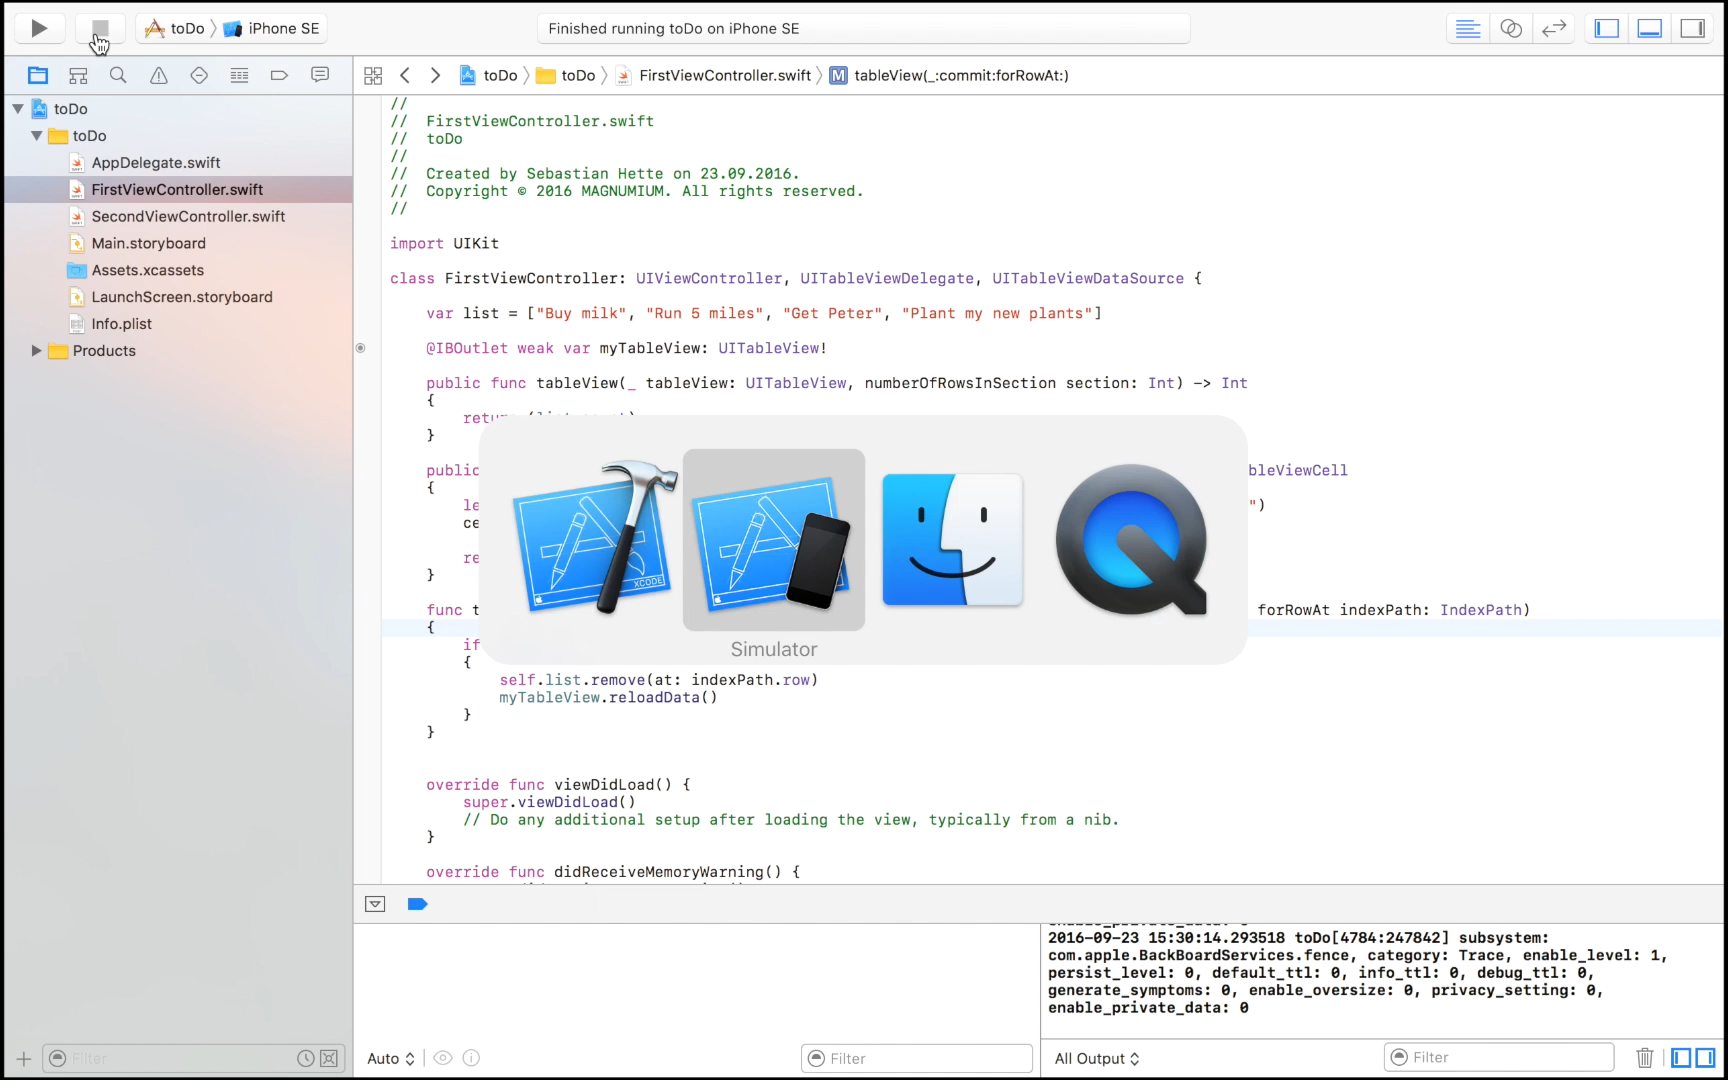 toDo 〉 iPhone SE
Finished running toDo on iPhone SE
toDo 〉 toDo 〉 FirstViewController.swift 〉 M tableView(_:commit:forRowAt:)
toDo
toDo
AppDelegate.swift
FirstViewController.swift
SecondViewController.swift
Main.storyboard
Assets.xcassets
LaunchScreen.storyboard
Info.plist
Products
//
// FirstViewController.swift
// toDo
//
// Created by Sebastian Hette on 23.09.2016.
// Copyright © 2016 MAGNUMIUM. All rights reserved.
//
import UIKit
class FirstViewController: UIViewController, UITableViewDelegate, UITableViewDataSource {
var list = ["Buy milk", "Run 5 miles", "Get Peter", "Plant my new plants"]
@IBOutlet weak var myTableView: UITableView!
public func tableView(_ tableView: UITableView, numberOfRowsInSection section: Int) -> Int
{
}
public bleViewCell
{
le ")
ce
re
}
func t forRowAt indexPath: IndexPath)
{
if
{
self.list.remove(at: indexPath.row)
myTableView.reloadData()
}
}
XCODE
Simulator
override func viewDidLoad() {
super.viewDidLoad()
// Do any additional setup after loading the view, typically from a nib.
}
override func didReceiveMemoryWarning() {
2016-09-23 15:30:14.293518 toDo[4784:247842] subsystem:
com.apple.BackBoardServices.fence, category: Trace, enable_level: 1,
persist_level: 0, default_ttl: 0, info_ttl: 0, debug_ttl: 0,
generate_symptoms: 0, enable_oversize: 0, privacy_setting: 0,
enable_private_data: 0
Filter
Auto
Filter
All Output
Filter